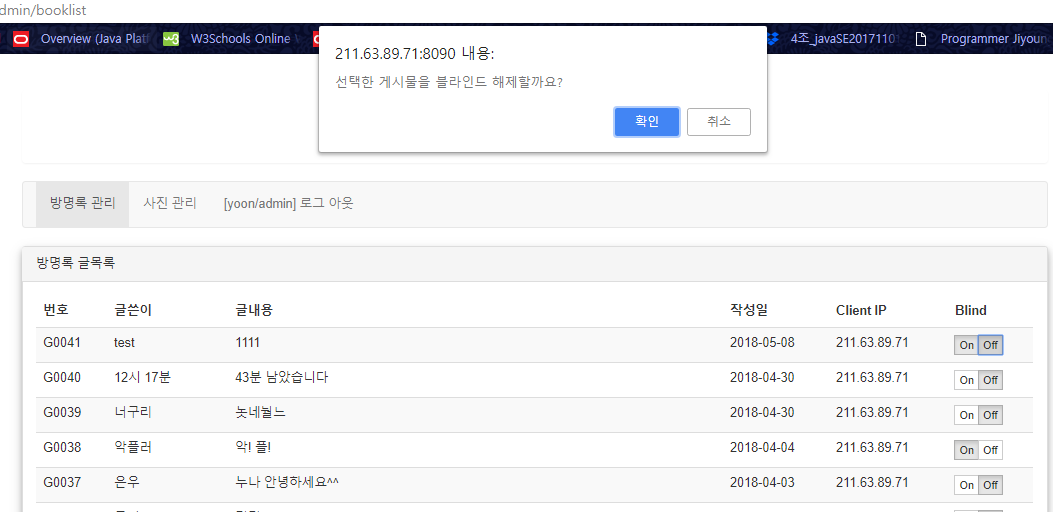 dmin/booklist
Overview (Java Platf W3Schools Online 4조_javaSE2017110 Programmer Jiyoun
211.63.89.71:8090 내용:
선택한 게시물을 블라인드 해제할까요?
확인 취소
방명록 관리 사진 관리 [yoon/admin] 로그 아웃
방명록 글목록
번호 글쓴이 글내용 작성일 Client IP Blind
G0041 test 1111 2018-05-08 211.63.89.71 On Off
G0040 12시 17분 43분 남았습니다 2018-04-30 211.63.89.71 On Off
G0039 너구리 놋네월느 2018-04-30 211.63.89.71 On Off
G0038 악플러 악! 플! 2018-04-04 211.63.89.71 On Off
G0037 은우 누나 안녕하세요^^ 2018-04-03 211.63.89.71 On Off